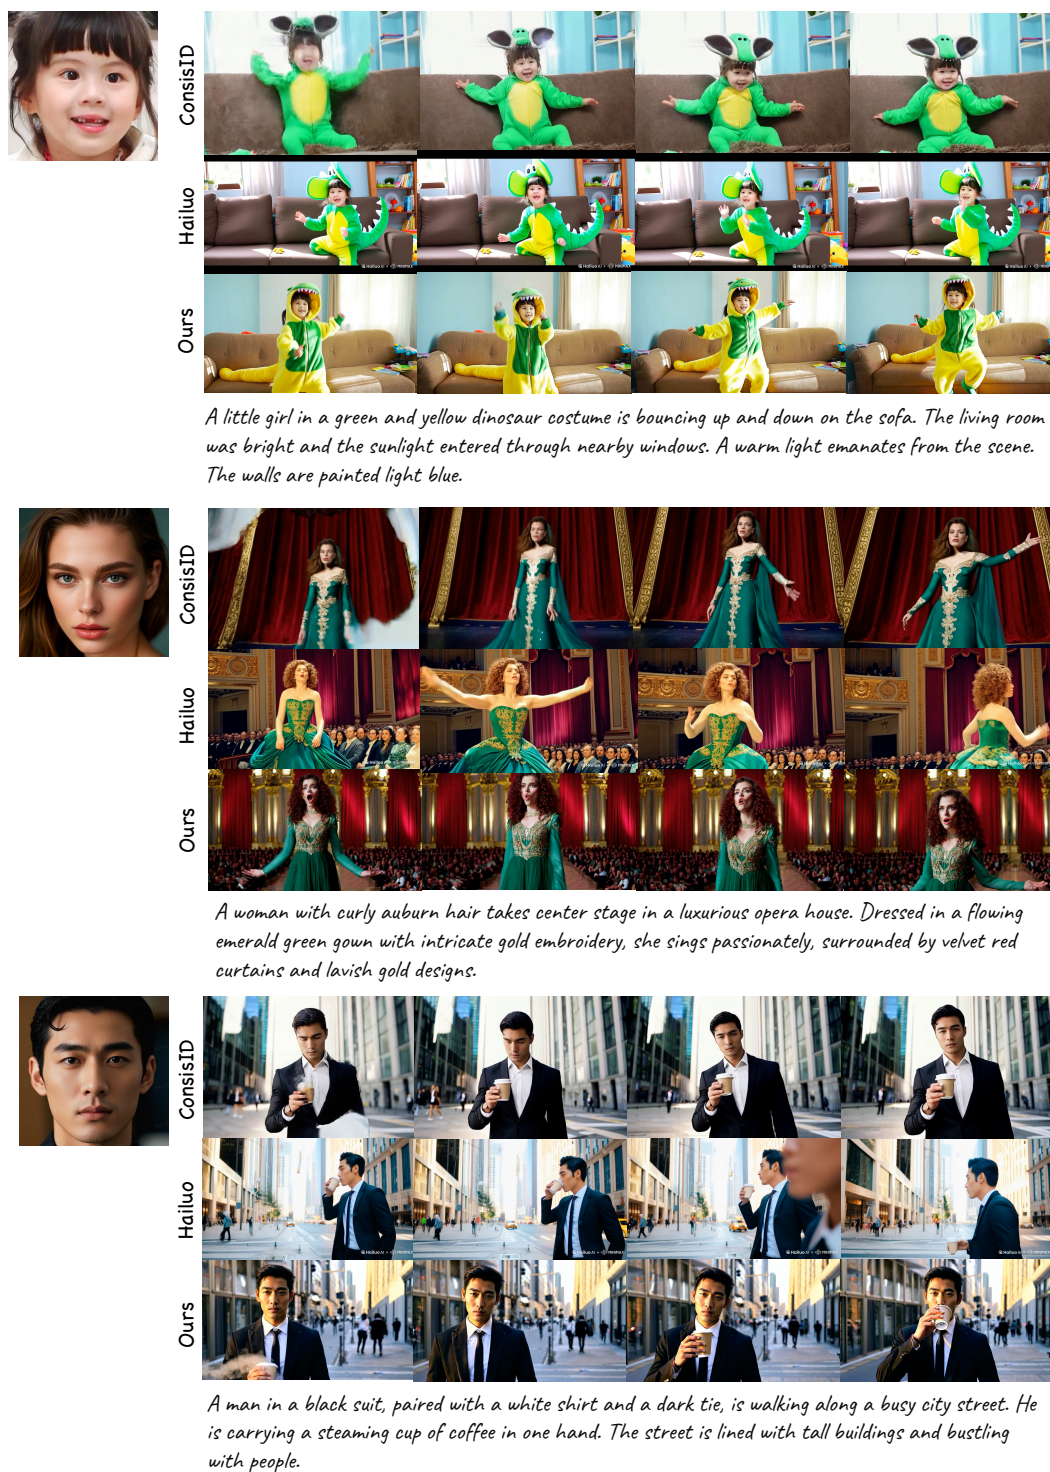 ConsisID
Hailuo
Ours
A little girl in a green and yellow dinosaur costume is bouncing up and down on the sofa. The living room
was bright and the sunlight entered through nearby windows. A warm light emanates from the scene.
The walls are painted light blue.
ConsisID
Hailuo
Ours
A woman with curly auburn hair takes center stage in a luxurious opera house. Dressed in a flowing
emerald green gown with intricate gold embroidery, she sings passionately, surrounded by velvet red
curtains and lavish gold designs.
ConsisID
Hailuo
Ours
A man in a black suit, paired with a white shirt and a dark tie, is walking along a busy city street. He
is carrying a steaming cup of coffee in one hand. The street is lined with tall buildings and bustling
with people.